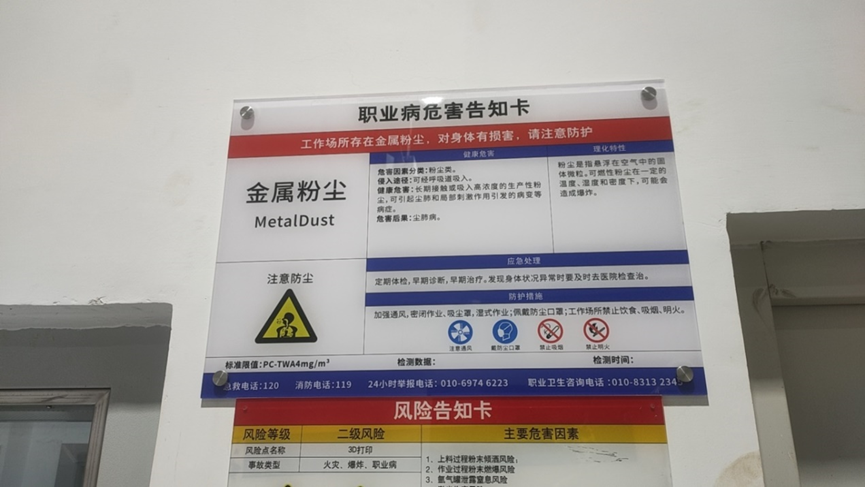 职业病危害告知卡
工作场所存在金属粉尘，对身体有损害，请注意防护
金属粉尘
MetalDust
健康危害
危害因素分类：粉尘类。
侵入途径：可经呼吸道吸入。
健康危害：长期接触或吸入高浓度的生产性粉
尘，可引起尘肺和局部刺激作用引发的病变等
病症。
危害后果：尘肺病。
理化特性
粉尘是指悬浮在空气中的固
体微粒。可燃性粉尘在一定的
温度、湿度和密度下，可能会
造成爆炸。
注意防尘
应急处理
定期体检，早期诊断，早期治疗。发现身体状况异常时要及时去医院检查治。
防护措施
加强通风，密闭作业、吸尘罩，湿式作业；佩戴防尘口罩；工作场所禁止饮食、吸烟、明火。
注意通风
戴防尘口罩
禁止吸烟
禁止明火
标准限值：PC-TWA4mg/m³
检测数据：
检测时间：
急救电话：120 消防电话：119 24小时举报电话：010-6974 6223 职业卫生咨询电话：010-8313 234
风险告知卡
风险等级 二级风险 主要危害因素
风险点名称 3D打印
事故类型 火灾、爆炸、职业病
1、上料过程粉末倾洒风险；
2、作业过程粉末燃爆风险
3、氩气罐泄露窒息风险